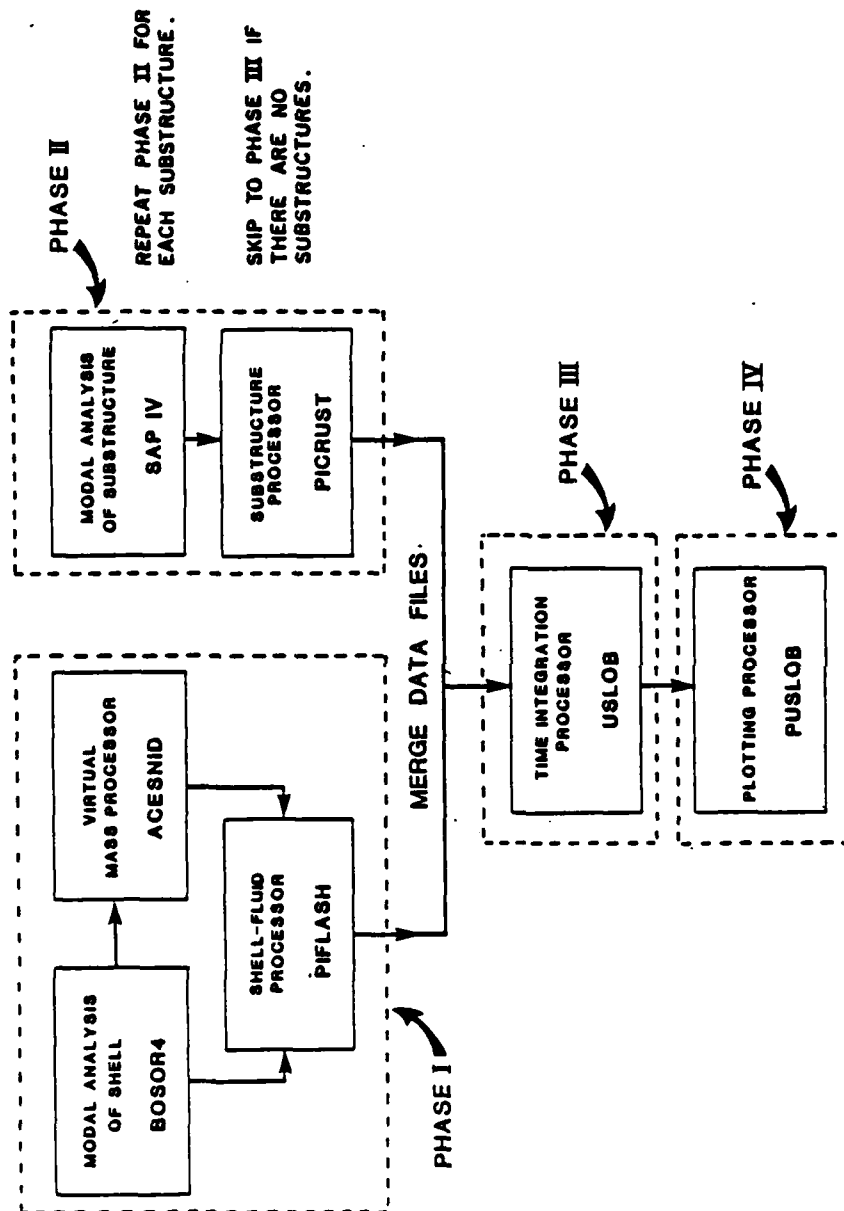 MODAL ANALYSIS
OF SHELL
BOSOR4
VIRTUAL
MASS PROCESSOR
ACESNID
SHELL-FLUID
PROCESSOR
PIFLASH
PHASE I
MODAL ANALYSIS
OF SUBSTRUCTURE
SAP IV
SUBSTRUCTURE
PROCESSOR
PICRUST
PHASE II
REPEAT PHASE II FOR
EACH SUBSTRUCTURE.
SKIP TO PHASE III IF
THERE ARE NO
SUBSTRUCTURES.
MERGE DATA FILES
TIME INTEGRATION
PROCESSOR
USLOB
PHASE III
PLOTTING PROCESSOR
PUSLOB
PHASE IV